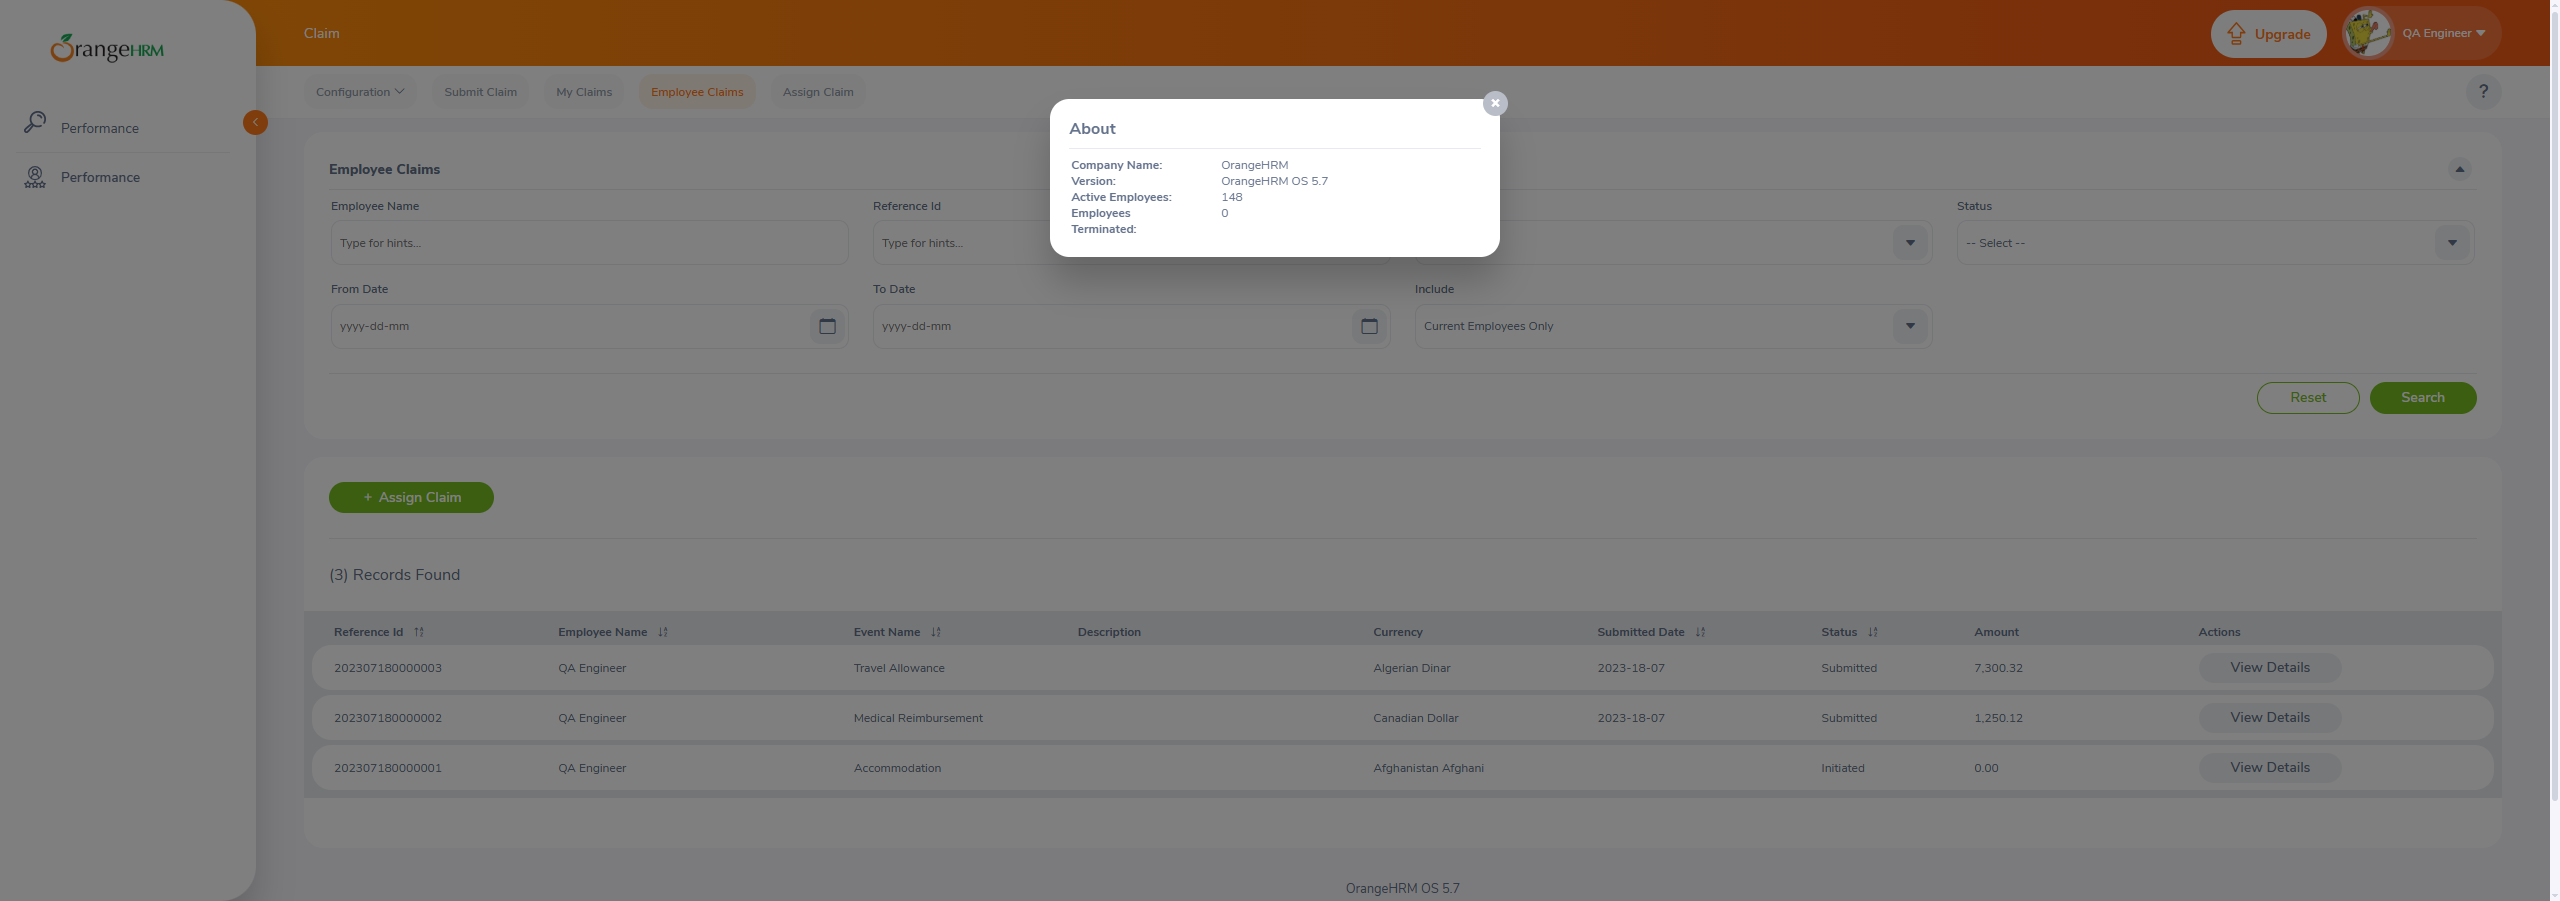 OrangeHRM
Performance
Performance
Claim
Upgrade
QA Engineer
Configuration
Submit Claim
My Claims
Employee Claims
Assign Claim
?
About
Company Name: OrangeHRM
Version: OrangeHRM OS 5.7
Active Employees: 148
Employees 0
Terminated:
Employee Claims
Employee Name
Reference Id
Status
Type for hints...
Type for hints...
-- Select --
From Date
To Date
Include
yyyy-dd-mm
yyyy-dd-mm
Current Employees Only
Reset
Search
+ Assign Claim
(3) Records Found
Reference Id Employee Name Event Name Description Currency Submitted Date Status Amount Actions
202307180000003 QA Engineer Travel Allowance Algerian Dinar 2023-18-07 Submitted 7,300.32 View Details
202307180000002 QA Engineer Medical Reimbursement Canadian Dollar 2023-18-07 Submitted 1,250.12 View Details
202307180000001 QA Engineer Accommodation Afghanistan Afghani Initiated 0.00 View Details
OrangeHRM OS 5.7